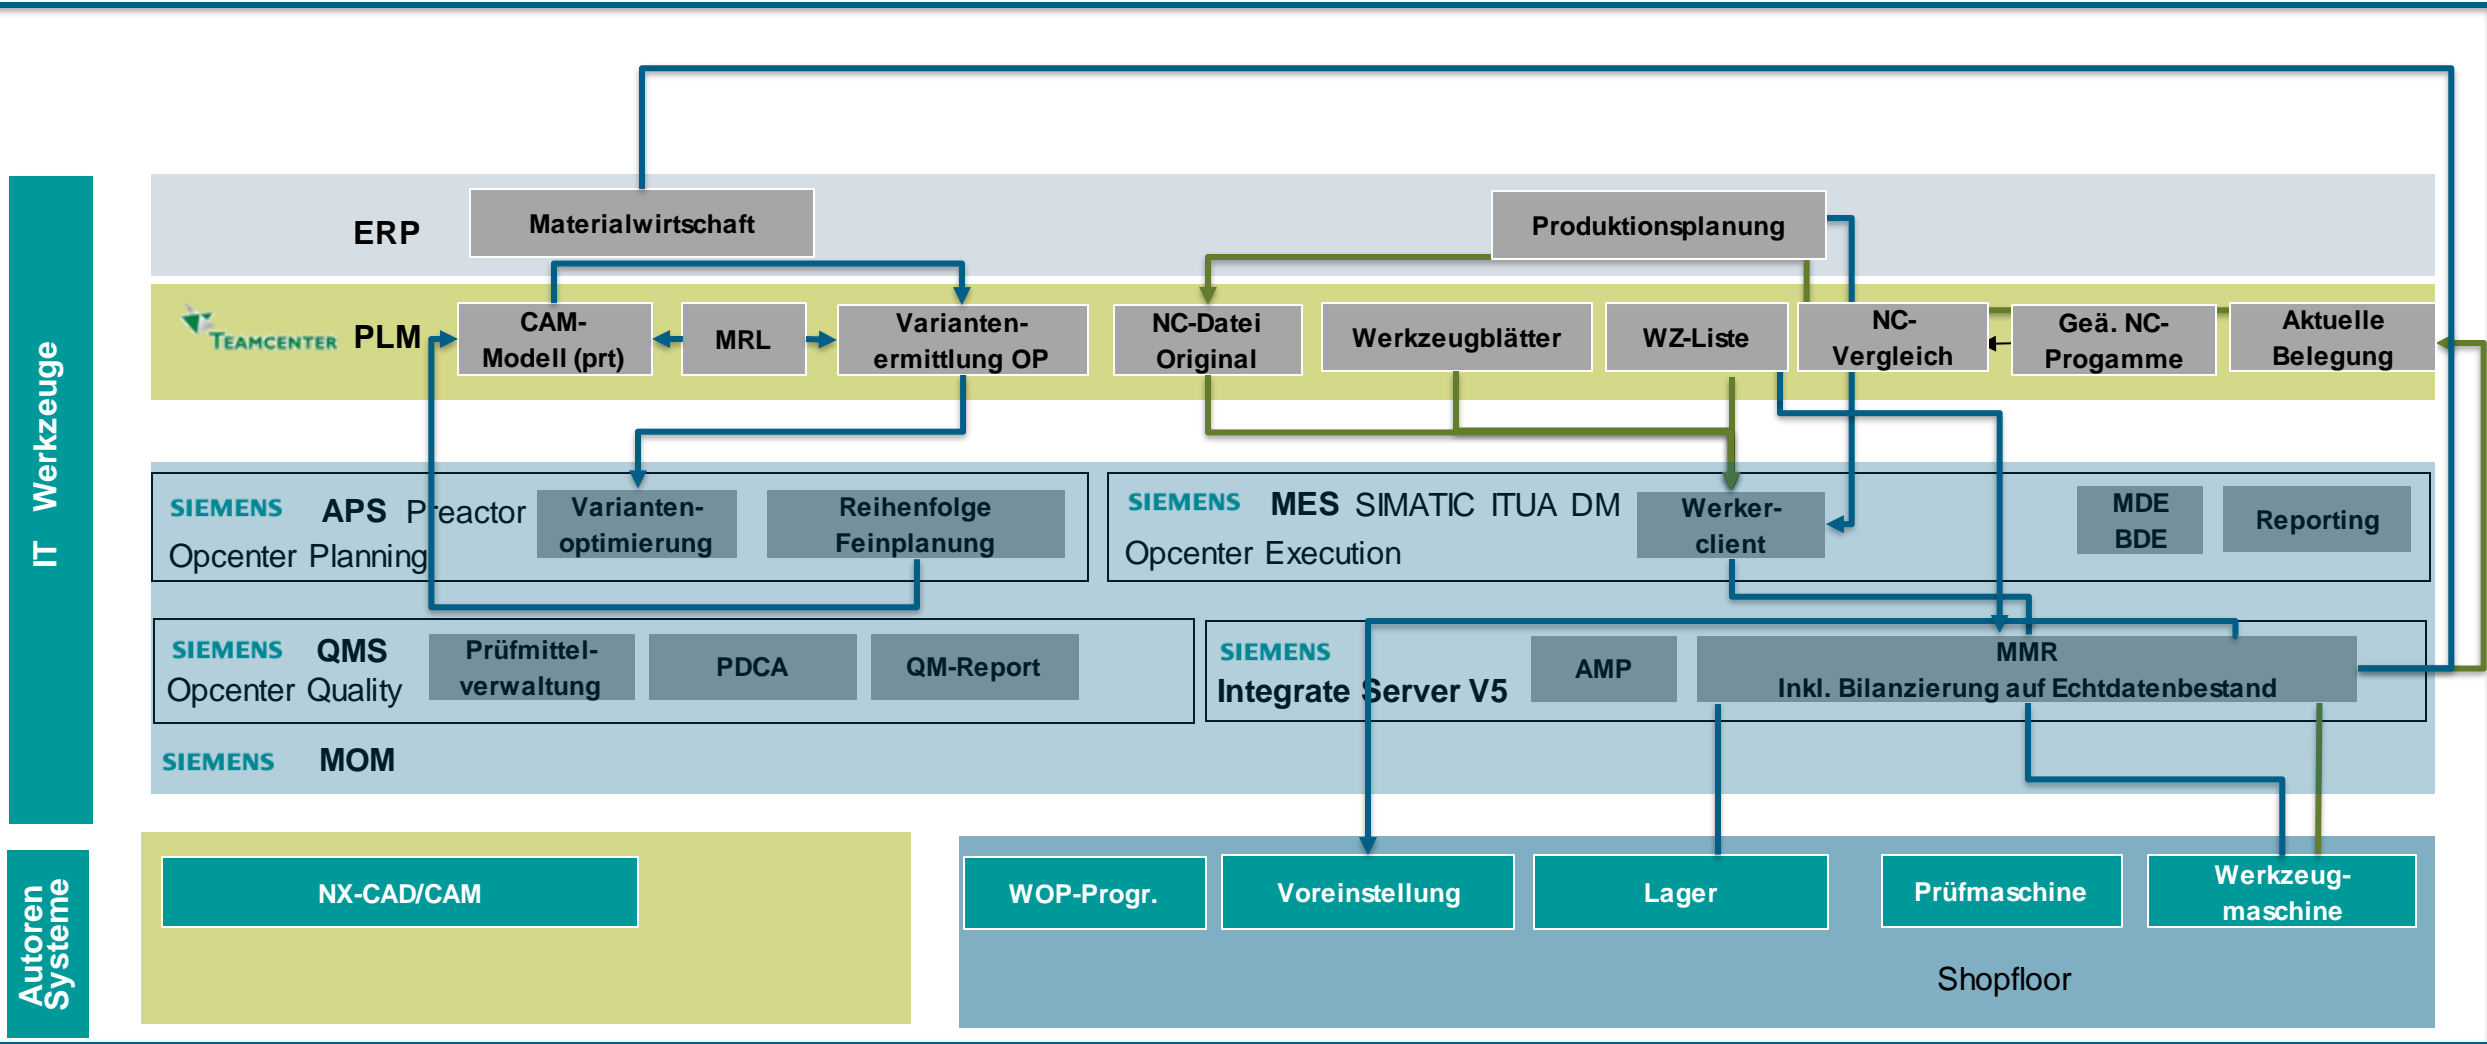 IT Werkzeuge
ERP
Materialwirtschaft
Produktionsplanung
TEAMCENTER PLM
CAM-
Modell (prt)
MRL
Varianten-
ermittlung OP
NC-Datei
Original
Werkzeugblätter
WZ-Liste
NC-
Vergleich
Geä. NC-
Progamme
Aktuelle
Belegung
SIEMENS APS Preactor
Opcenter Planning
Varianten-
optimierung
Reihenfolge
Feinplanung
SIEMENS MES SIMATIC ITUA DM
Opcenter Execution
Werker-
client
MDE
BDE
Reporting
SIEMENS QMS
Opcenter Quality
Prüfmittel-
verwaltung
PDCA
QM-Report
SIEMENS
Integrate Server V5
AMP
MMR
Inkl. Bilanzierung auf Echtdatenbestand
SIEMENS MOM
Autoren
Systeme
NX-CAD/CAM
WOP-Progr.
Voreinstellung
Lager
Prüfmaschine
Werkzeug-
maschine
Shopfloor